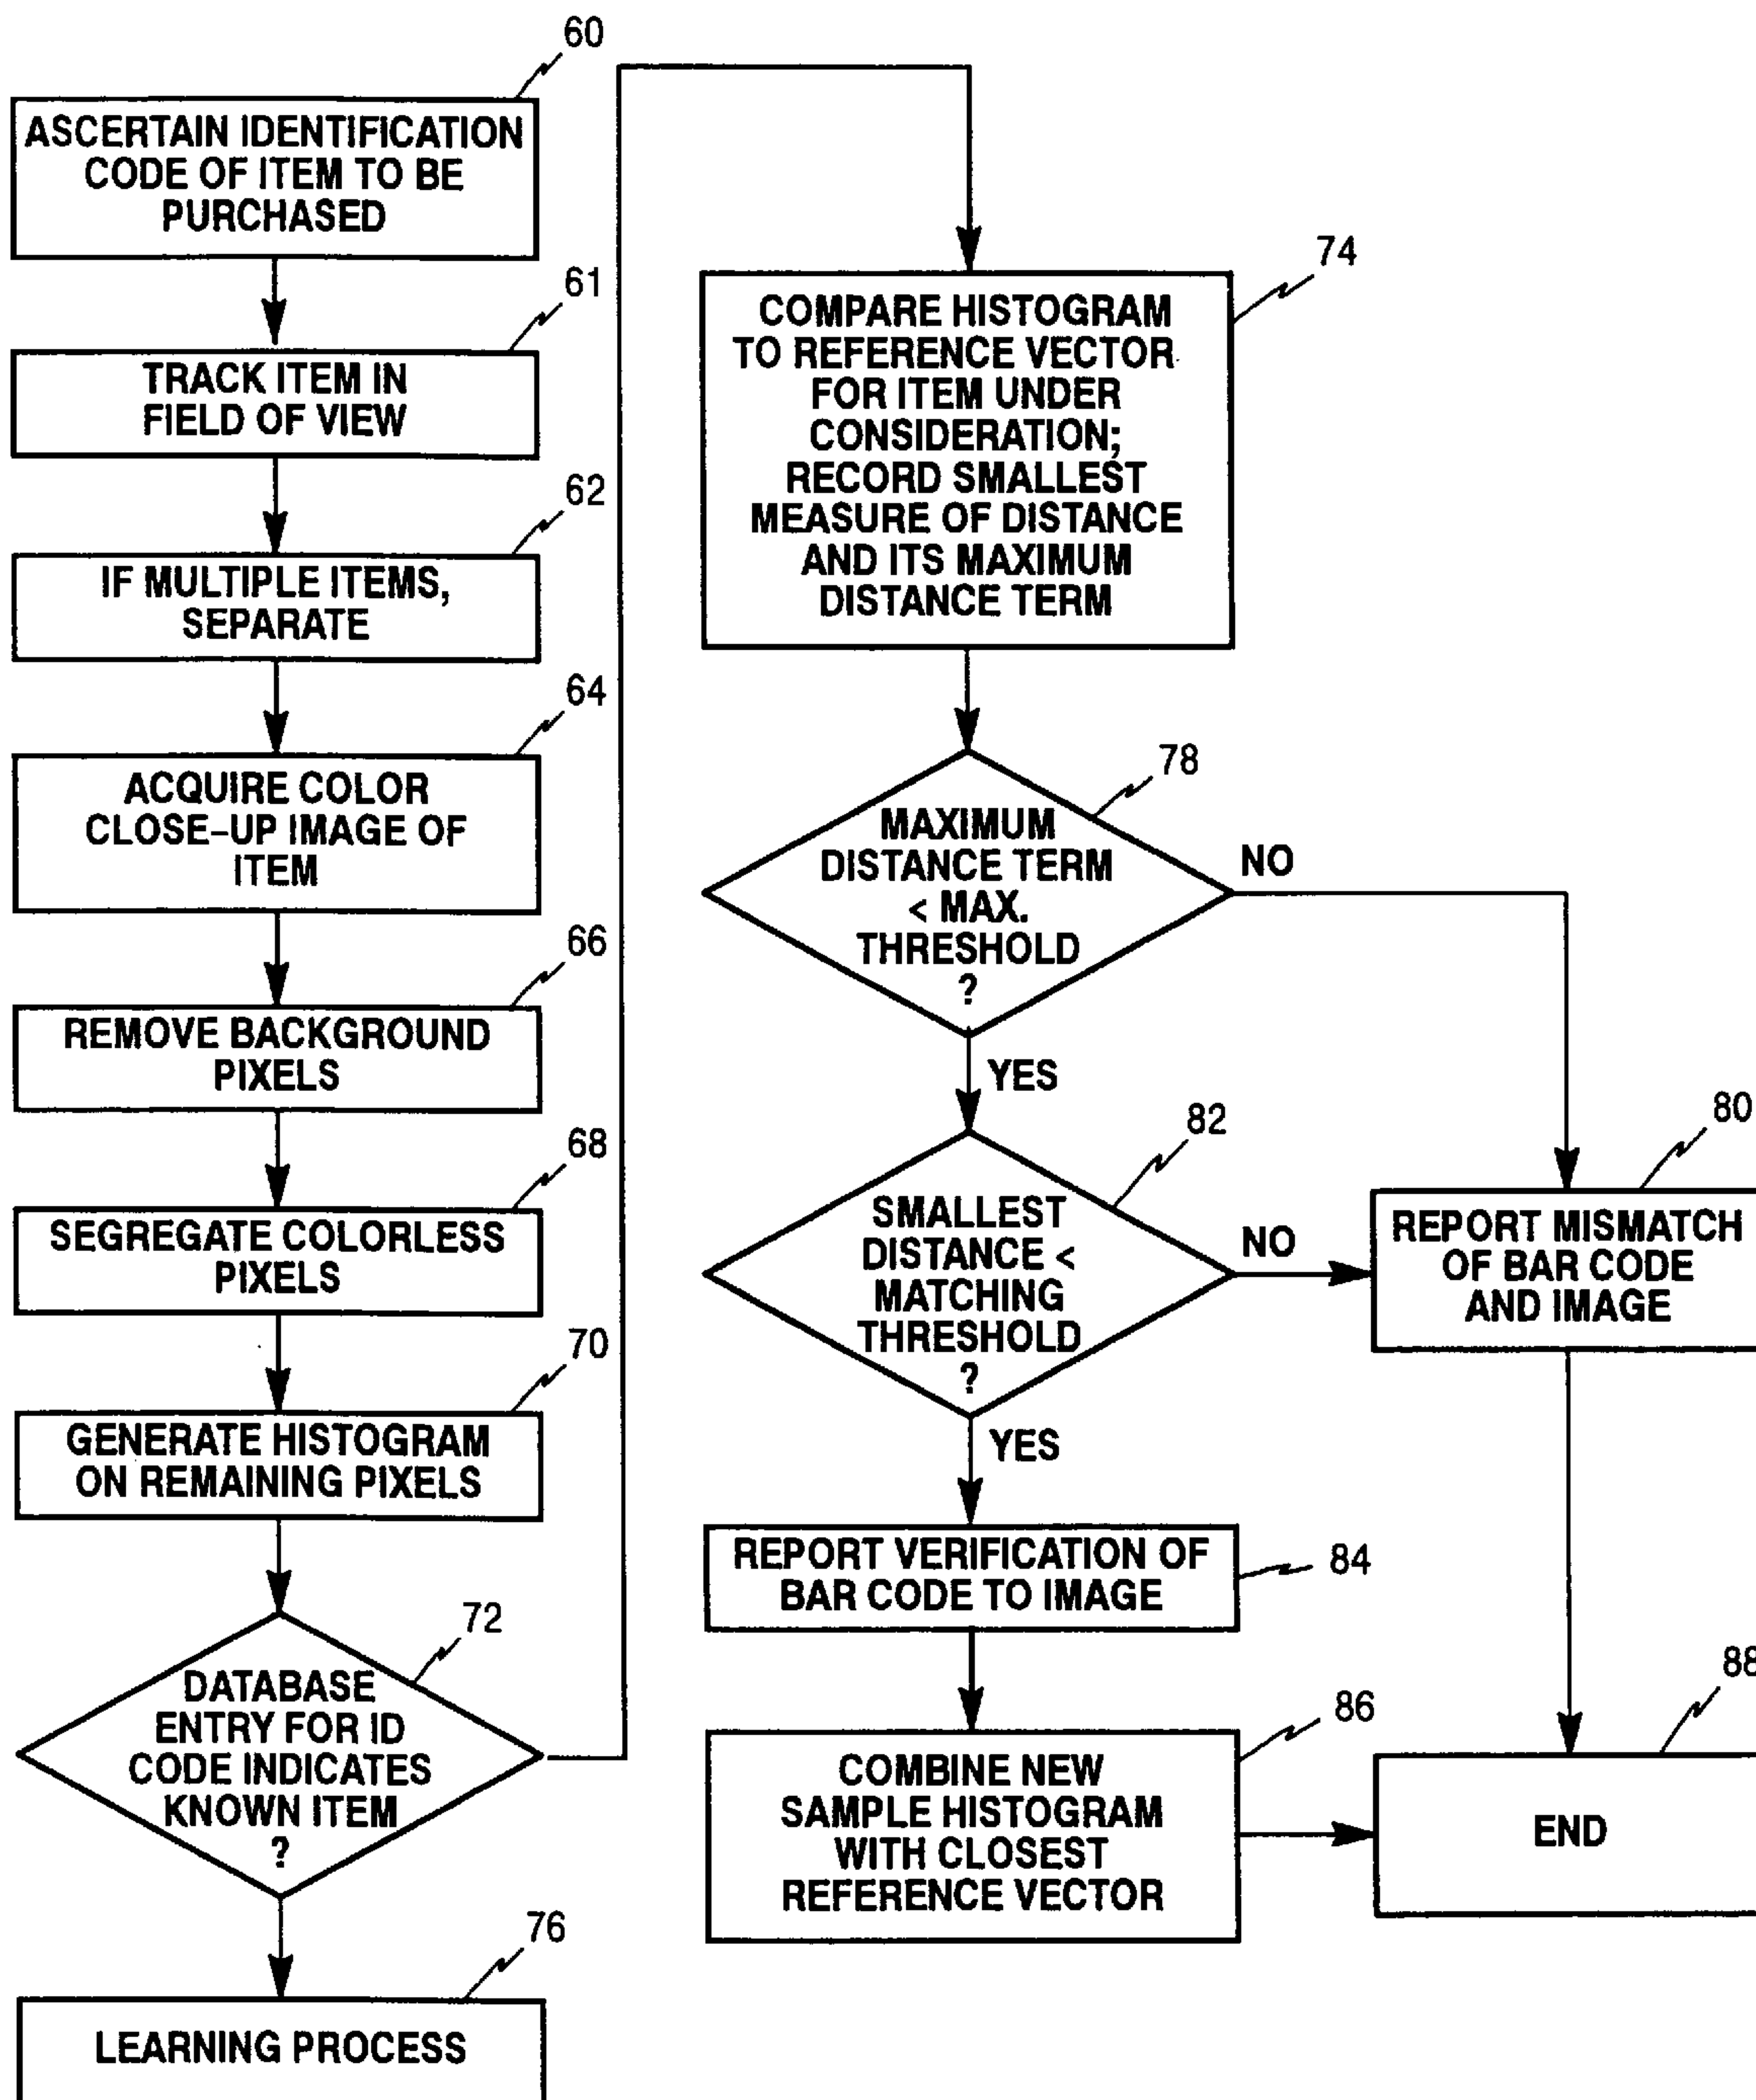 60
ASCERTAIN IDENTIFICATION
CODE OF ITEM TO BE
PURCHASED
61
TRACK ITEM IN
FIELD OF VIEW
62
IF MULTIPLE ITEMS,
SEPARATE
64
ACQUIRE COLOR
CLOSE-UP IMAGE OF
ITEM
66
REMOVE BACKGROUND
PIXELS
68
SEGREGATE COLORLESS
PIXELS
70
GENERATE HISTOGRAM
ON REMAINING PIXELS
72
DATABASE
ENTRY FOR ID
CODE INDICATES
KNOWN ITEM
?
76
LEARNING PROCESS
74
COMPARE HISTOGRAM
TO REFERENCE VECTOR
FOR ITEM UNDER
CONSIDERATION;
RECORD SMALLEST
MEASURE OF DISTANCE
AND ITS MAXIMUM
DISTANCE TERM
78
MAXIMUM
DISTANCE TERM
< MAX.
THRESHOLD
?
NO
YES
82
SMALLEST
DISTANCE <
MATCHING
THRESHOLD
?
NO
YES
80
REPORT MISMATCH
OF BAR CODE
AND IMAGE
84
REPORT VERIFICATION OF
BAR CODE TO IMAGE
86
COMBINE NEW
SAMPLE HISTOGRAM
WITH CLOSEST
REFERENCE VECTOR
88
END